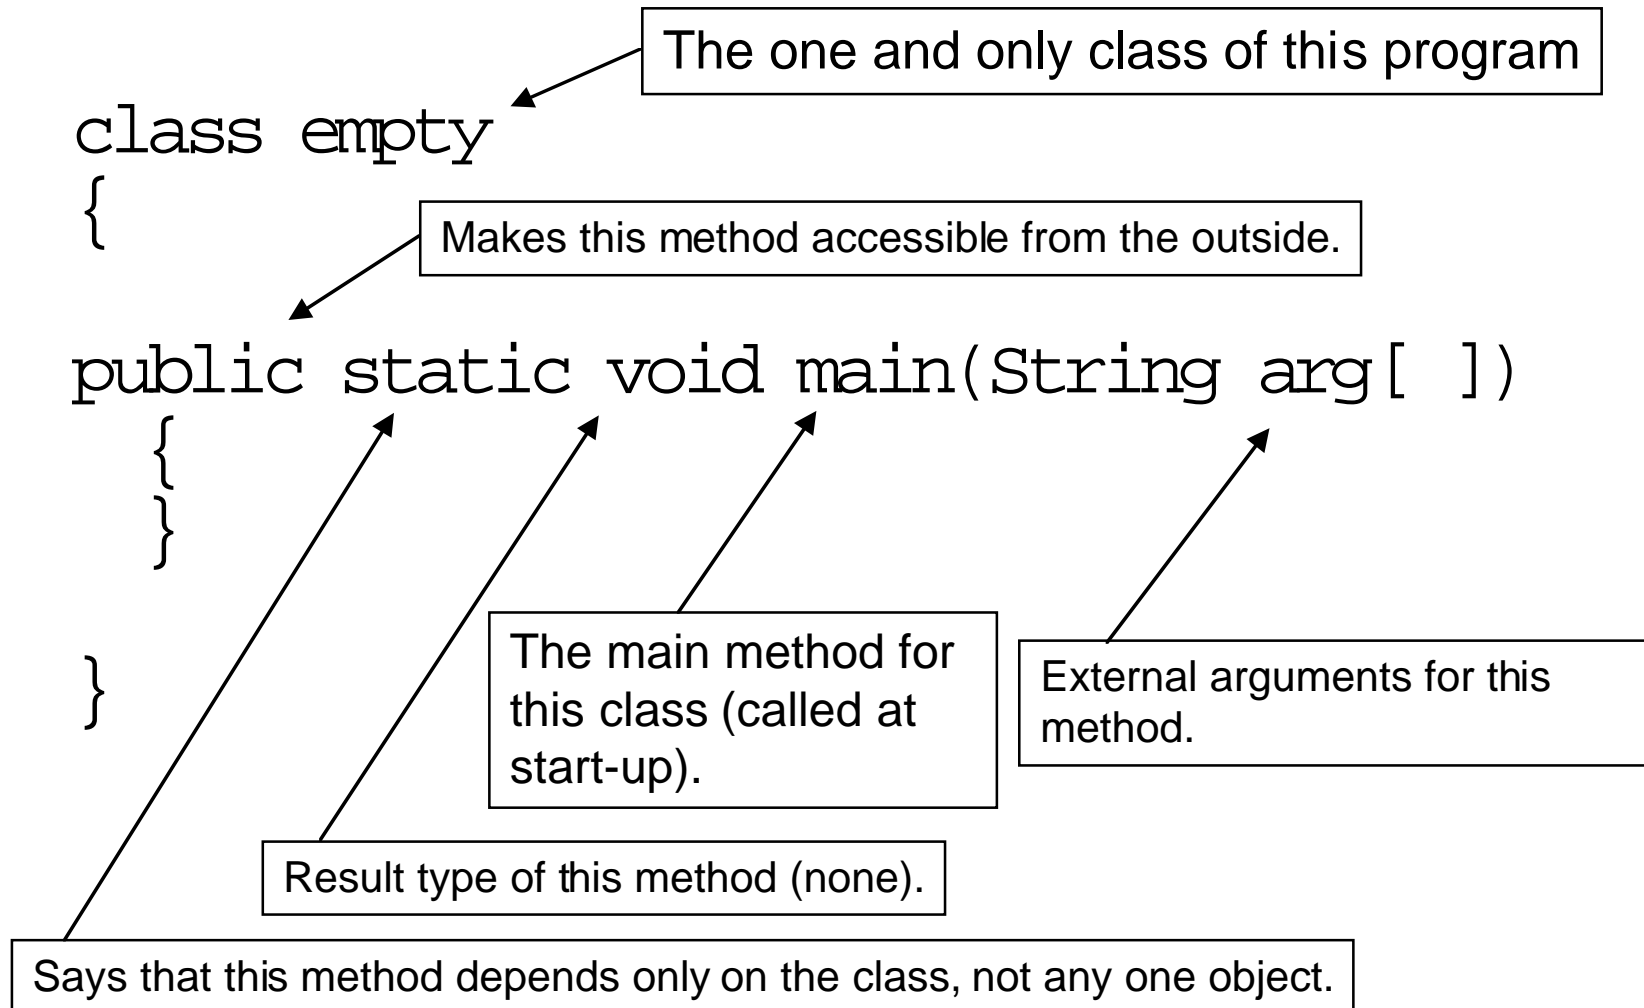 The one and only class of this program
class empty
{
Makes this method accessible from the outside.
public static void main(String arg[ ])
{
}
The main method for
this class (called at
start-up).
External arguments for this
method.
}
Result type of this method (none).
Says that this method depends only on the class, not any one object.